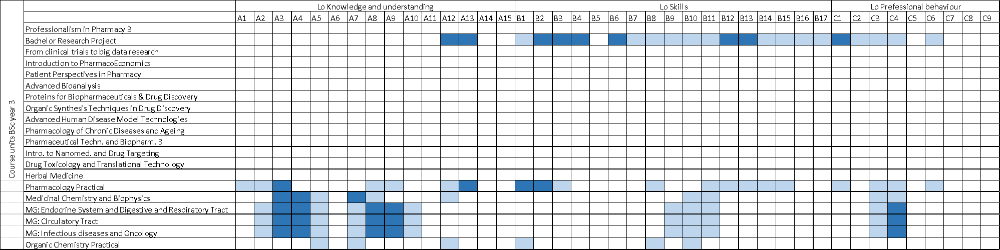 Lo Knowledge and understanding Lo Skills Lo Prefessional behaviour
A1 A2 A3 A4 A5 A6 A7 A8 A9 A10 A11 A12 A13 A14 A15 B1 B2 B3 B4 B5 B6 B7 B8 B9 B10 B11 B12 B13 B14 B15 B16 B17 C1 C2 C3 C4 C5 C6 C7 C8 C9
Course units BSc year 3
Professionalism in Pharmacy 3
Bachelor Research Project
From clinical trials to big data research
Introduction to PharmacoEconomics
Patient Perspectives in Pharmacy
Advanced Bioanalysis
Proteins for Biopharmaceuticals & Drug Discovery
Organic Synthesis Techniques in Drug Discovery
Advanced Human Disease Model Technologies
Pharmacology of Chronic Diseases and Ageing
Pharmaceutical Techn. and Biopharm. 3
Intro. to Nanomed. and Drug Targeting
Drug Toxicology and Translational Technology
Herbal Medicine
Pharmacology Practical
Medicinal Chemistry and Biophysics
MG: Endocrine System and Digestive and Respiratory Tract
MG: Circulatory Tract
MG: Infectious diseases and Oncology
Organic Chemistry Practical